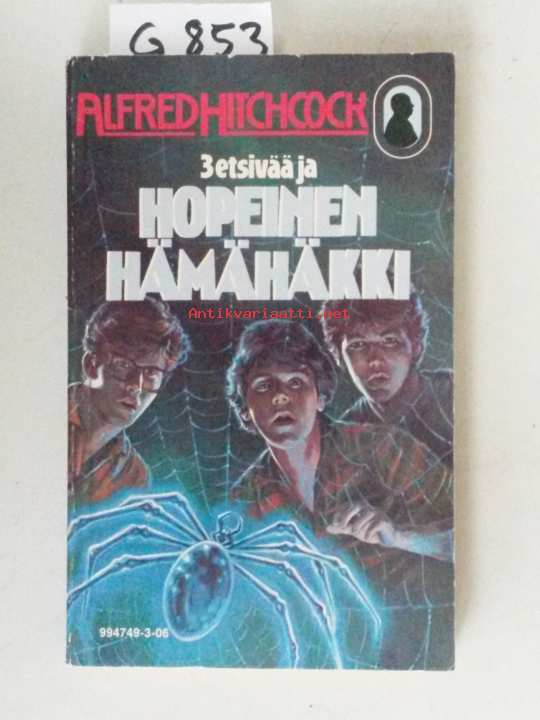 G 853
ALFRED HITCHCOCK
3 etsivää ja
HOPEINEN
HÄMÄHÄKKI
Antikvariaatti.net
994749-3-06